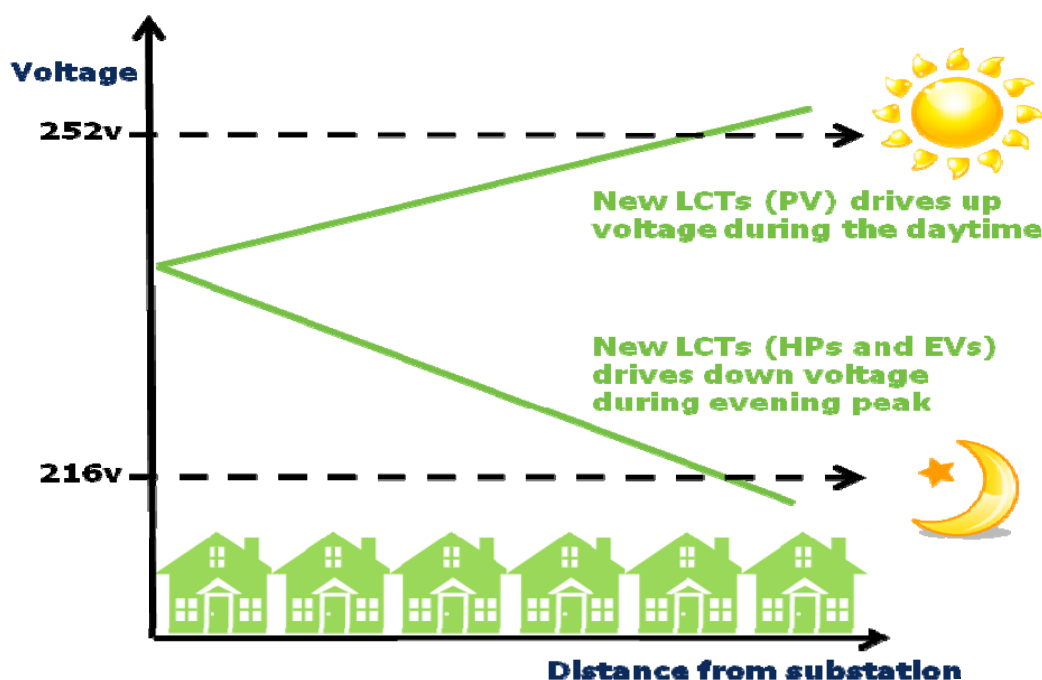 Voltage
252v
New LCTs (PV) drives up
voltage during the daytime
New LCTs (HPs and EVs)
drives down voltage
during evening peak
216v
Distance from substation